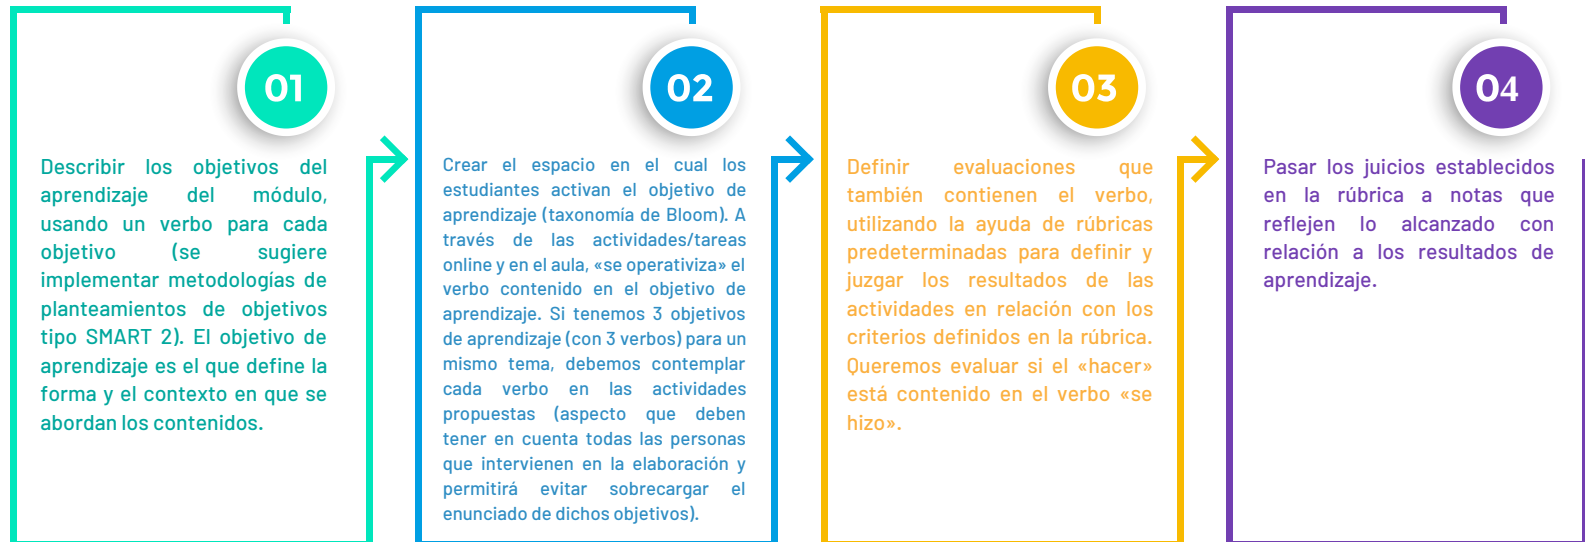 01
Describir los objetivos del
aprendizaje del módulo,
usando un verbo para cada
objetivo (se sugiere
implementar metodologías de
planteamientos de objetivos
tipo SMART 2). El objetivo de
aprendizaje es el que define la
forma y el contexto en que se
abordan los contenidos.
02
Crear el espacio en el cual los
estudiantes activan el objetivo de
aprendizaje (taxonomía de Bloom). A
través de las actividades/tareas
online y en el aula, «se operativiza» el
verbo contenido en el objetivo de
aprendizaje. Si tenemos 3 objetivos
de aprendizaje (con 3 verbos) para un
mismo tema, debemos contemplar
cada verbo en las actividades
propuestas (aspecto que deben
tener en cuenta todas las personas
que intervienen en la elaboración y
permitirá evitar sobrecargar el
enunciado de dichos objetivos).
03
Definir evaluaciones que
también contienen el verbo,
utilizando la ayuda de rúbricas
predeterminadas para definir y
juzgar los resultados de las
actividades en relación con los
criterios definidos en la rúbrica.
Queremos evaluar si el «hacer»
está contenido en el verbo «se
hizo».
04
Pasar los juicios establecidos
en la rúbrica a notas que
reflejen lo alcanzado con
relación a los resultados de
aprendizaje.